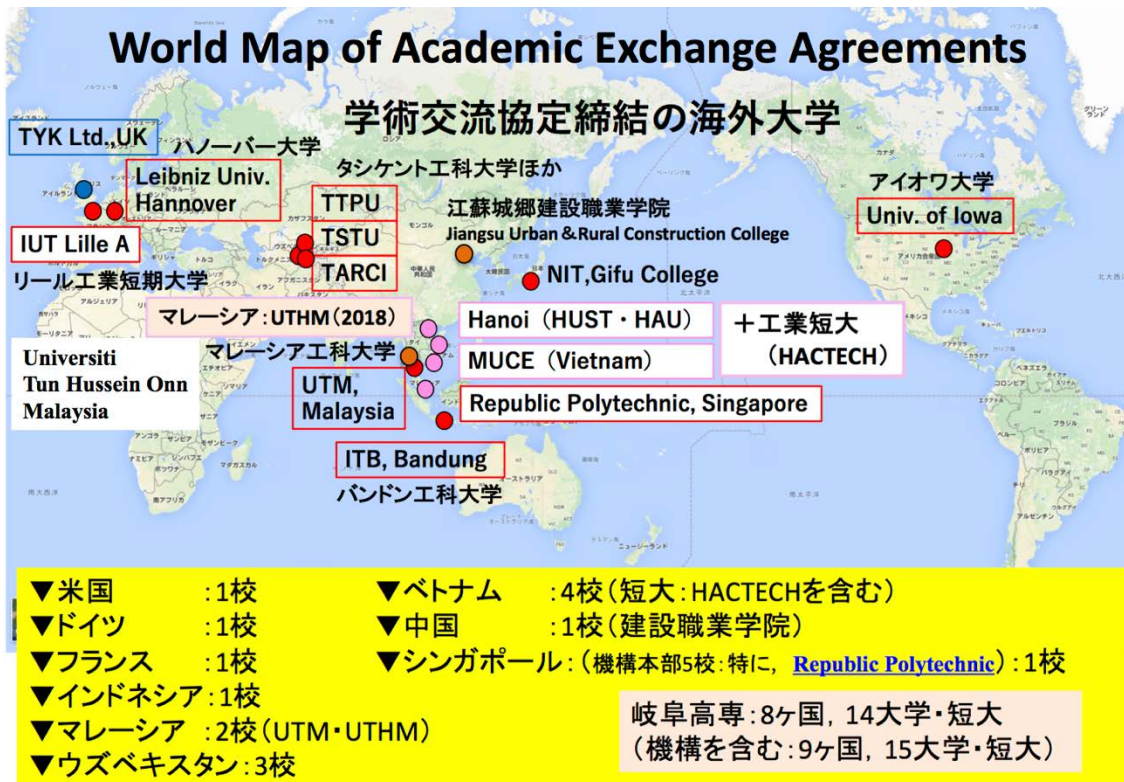 World Map of Academic Exchange Agreements
学術交流協定締結の海外大学
TYK Ltd.,UK
ハノーバー大学
Leibniz Univ.
Hannover
タシケント工科大学ほか
TTPU
TSTU
TARCI
江蘇城郷建設職業学院
Jiangsu Urban &Rural Construction College
アイオワ大学
Univ. of Iowa
IUT Lille A
リール工業短期大学
NIT,Gifu College
マレーシア:UTHM(2018)
Hanoi (HUST・HAU)
+工業短大
(HACTECH)
Universiti
Tun Hussein Onn
Malaysia
マレーシア工科大学
MUCE (Vietnam)
UTM,
Malaysia
Republic Polytechnic, Singapore
ITB, Bandung
バンドン工科大学
▼米国 :1校
▼ドイツ :1校
▼フランス :1校
▼インドネシア:1校
▼マレーシア :2校(UTM・UTHM)
▼ウズベキスタン:3校
▼ベトナム :4校(短大:HACTECHを含む)
▼中国 :1校(建設職業学院)
▼シンガポール:(機構本部5校:特に, Republic Polytechnic):1校
岐阜高専:8ヶ国, 14大学・短大
(機構を含む:9ヶ国, 15大学・短大)